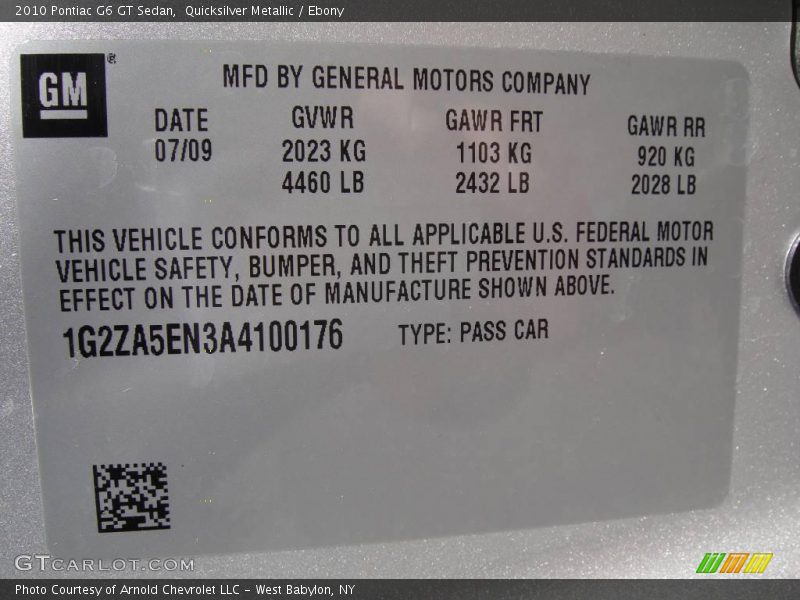 2010 Pontiac G6 GT Sedan, Quicksilver Metallic / Ebony
GM®
MFD BY GENERAL MOTORS COMPANY
DATE GVWR GAWR FRT GAWR RR
07/09 2023 KG 1103 KG 920 KG
4460 LB 2432 LB 2028 LB
THIS VEHICLE CONFORMS TO ALL APPLICABLE U.S. FEDERAL MOTOR
VEHICLE SAFETY, BUMPER, AND THEFT PREVENTION STANDARDS IN
EFFECT ON THE DATE OF MANUFACTURE SHOWN ABOVE.
1G2ZA5EN3A4100176 TYPE: PASS CAR
GTCARLOT.COM
Photo Courtesy of Arnold Chevrolet LLC - West Babylon, NY